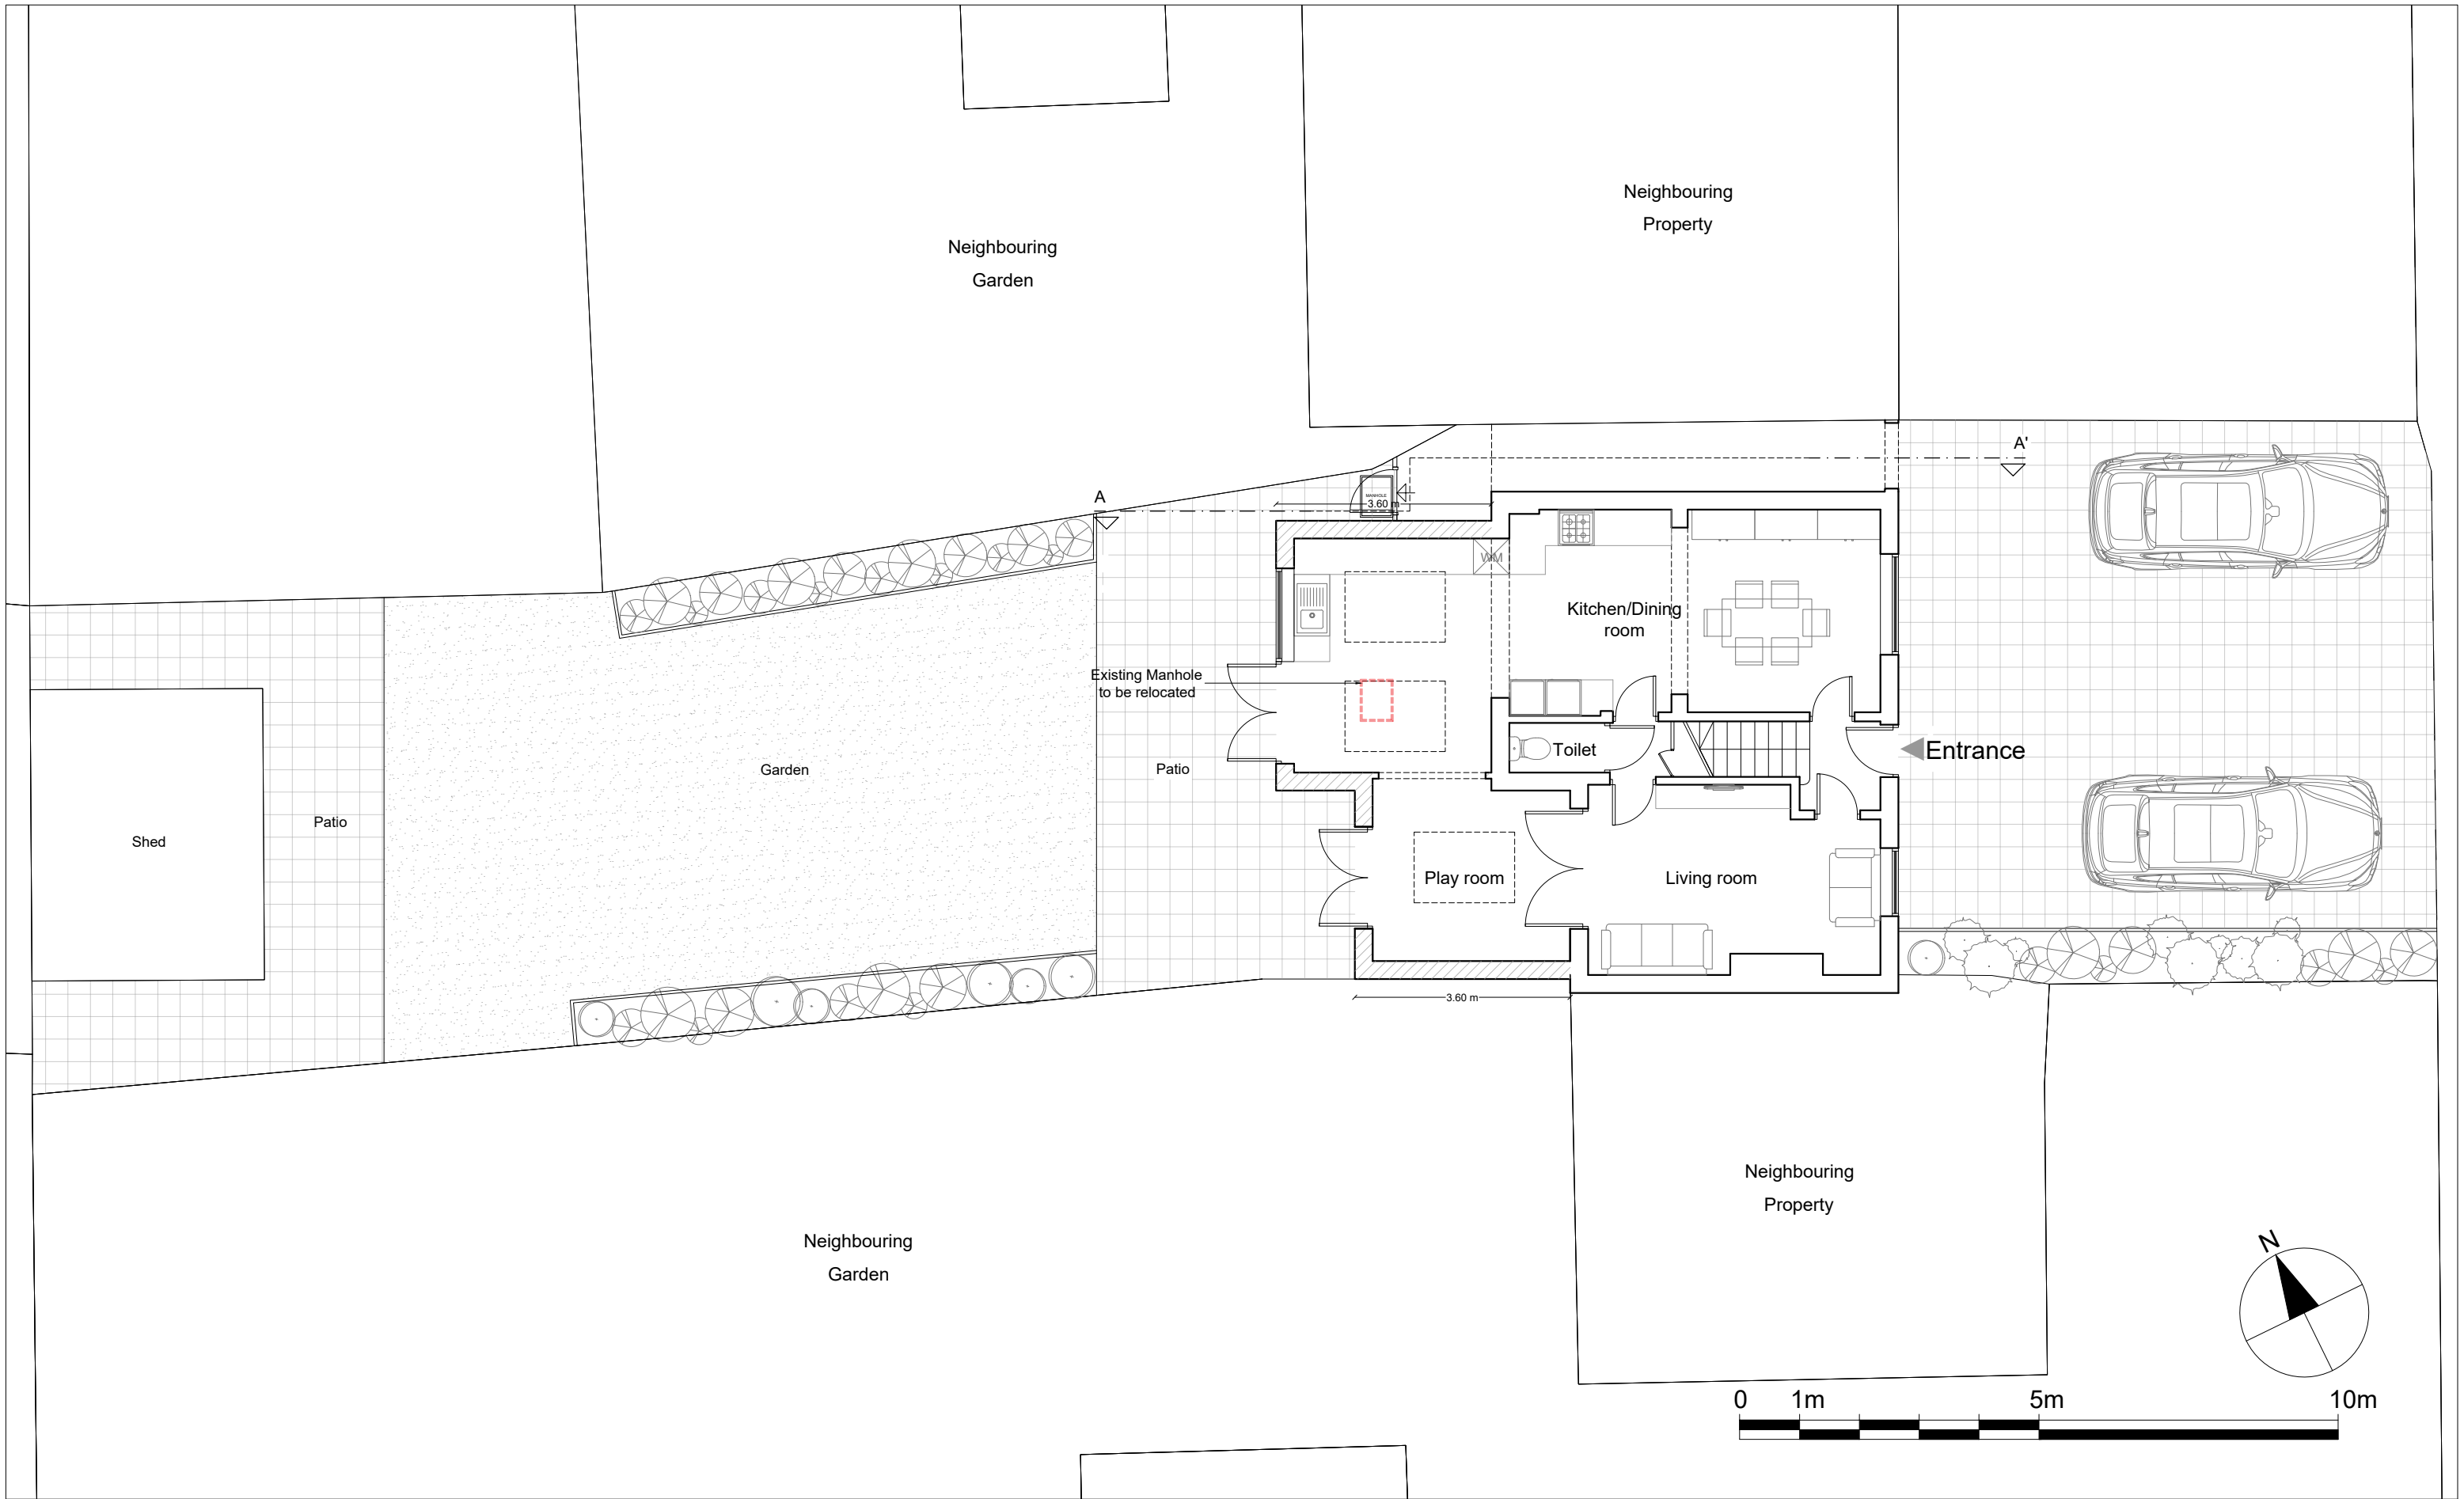 Neighbouring
Property
Neighbouring
Garden
A'
A
MANHOLE
3.60 m
WM
Kitchen/Dining
room
Existing Manhole
to be relocated
Toilet
Entrance
Garden
Patio
Patio
Shed
Play room
Living room
3.60 m
Neighbouring
Property
Neighbouring
Garden
N
0 1m 5m 10m